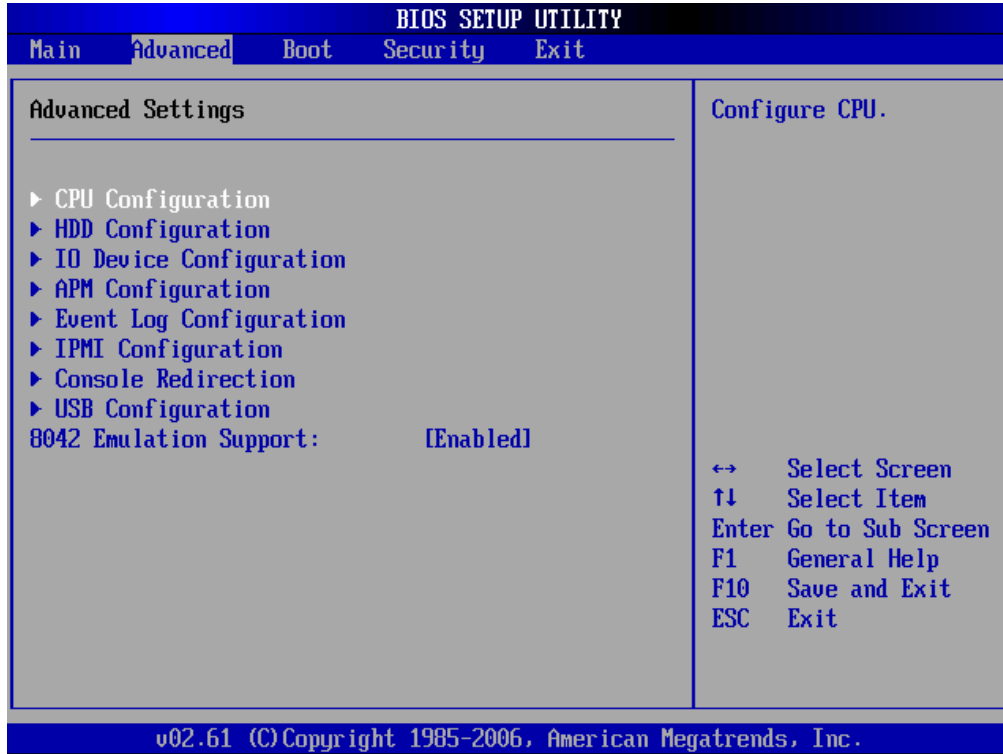 BIOS SETUP UTILITY
Main Advanced Boot Security Exit
Advanced Settings
▶ CPU Configuration
▶ HDD Configuration
▶ IO Device Configuration
▶ APM Configuration
▶ Event Log Configuration
▶ IPMI Configuration
▶ Console Redirection
▶ USB Configuration
8042 Emulation Support: [Enabled]
Configure CPU.
←→ Select Screen
↑↓ Select Item
Enter Go to Sub Screen
F1 General Help
F10 Save and Exit
ESC Exit
v02.61 (C)Copyright 1985-2006, American Megatrends, Inc.